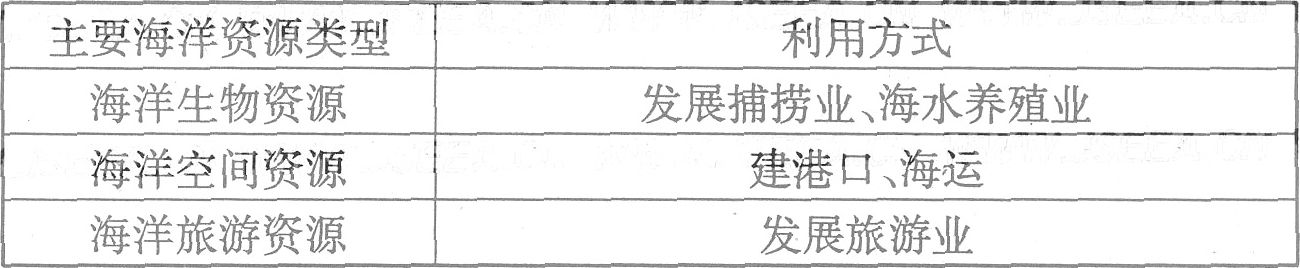 主要海洋资源类型 利用方式
海洋生物资源 发展捕捞业、海水养殖业
海洋空间资源 建港口、海运
海洋旅游资源 发展旅游业